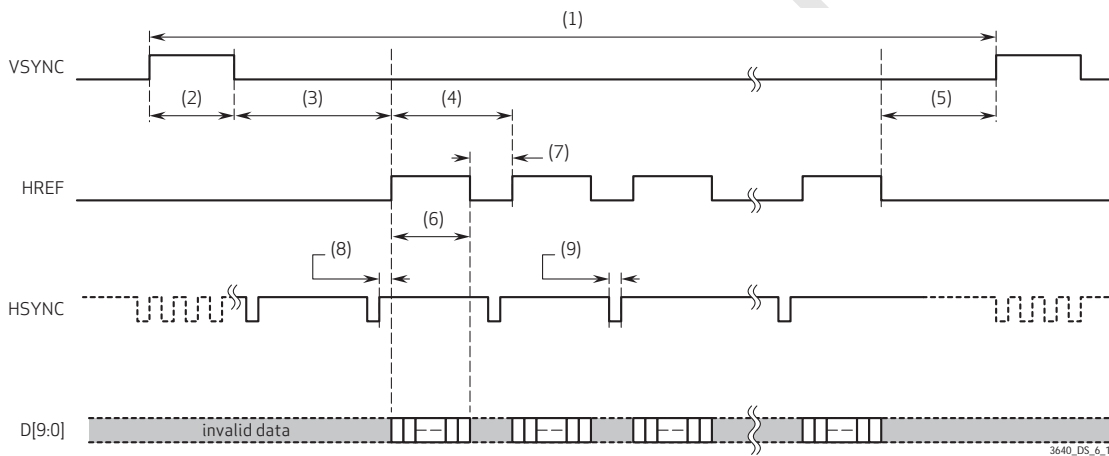 (1)
VSYNC
(2)
(3)
(4)
(5)
(7)
HREF
(6)
(8)
(9)
HSYNC
D[9:0]
invalid data
3640_DS_6_1